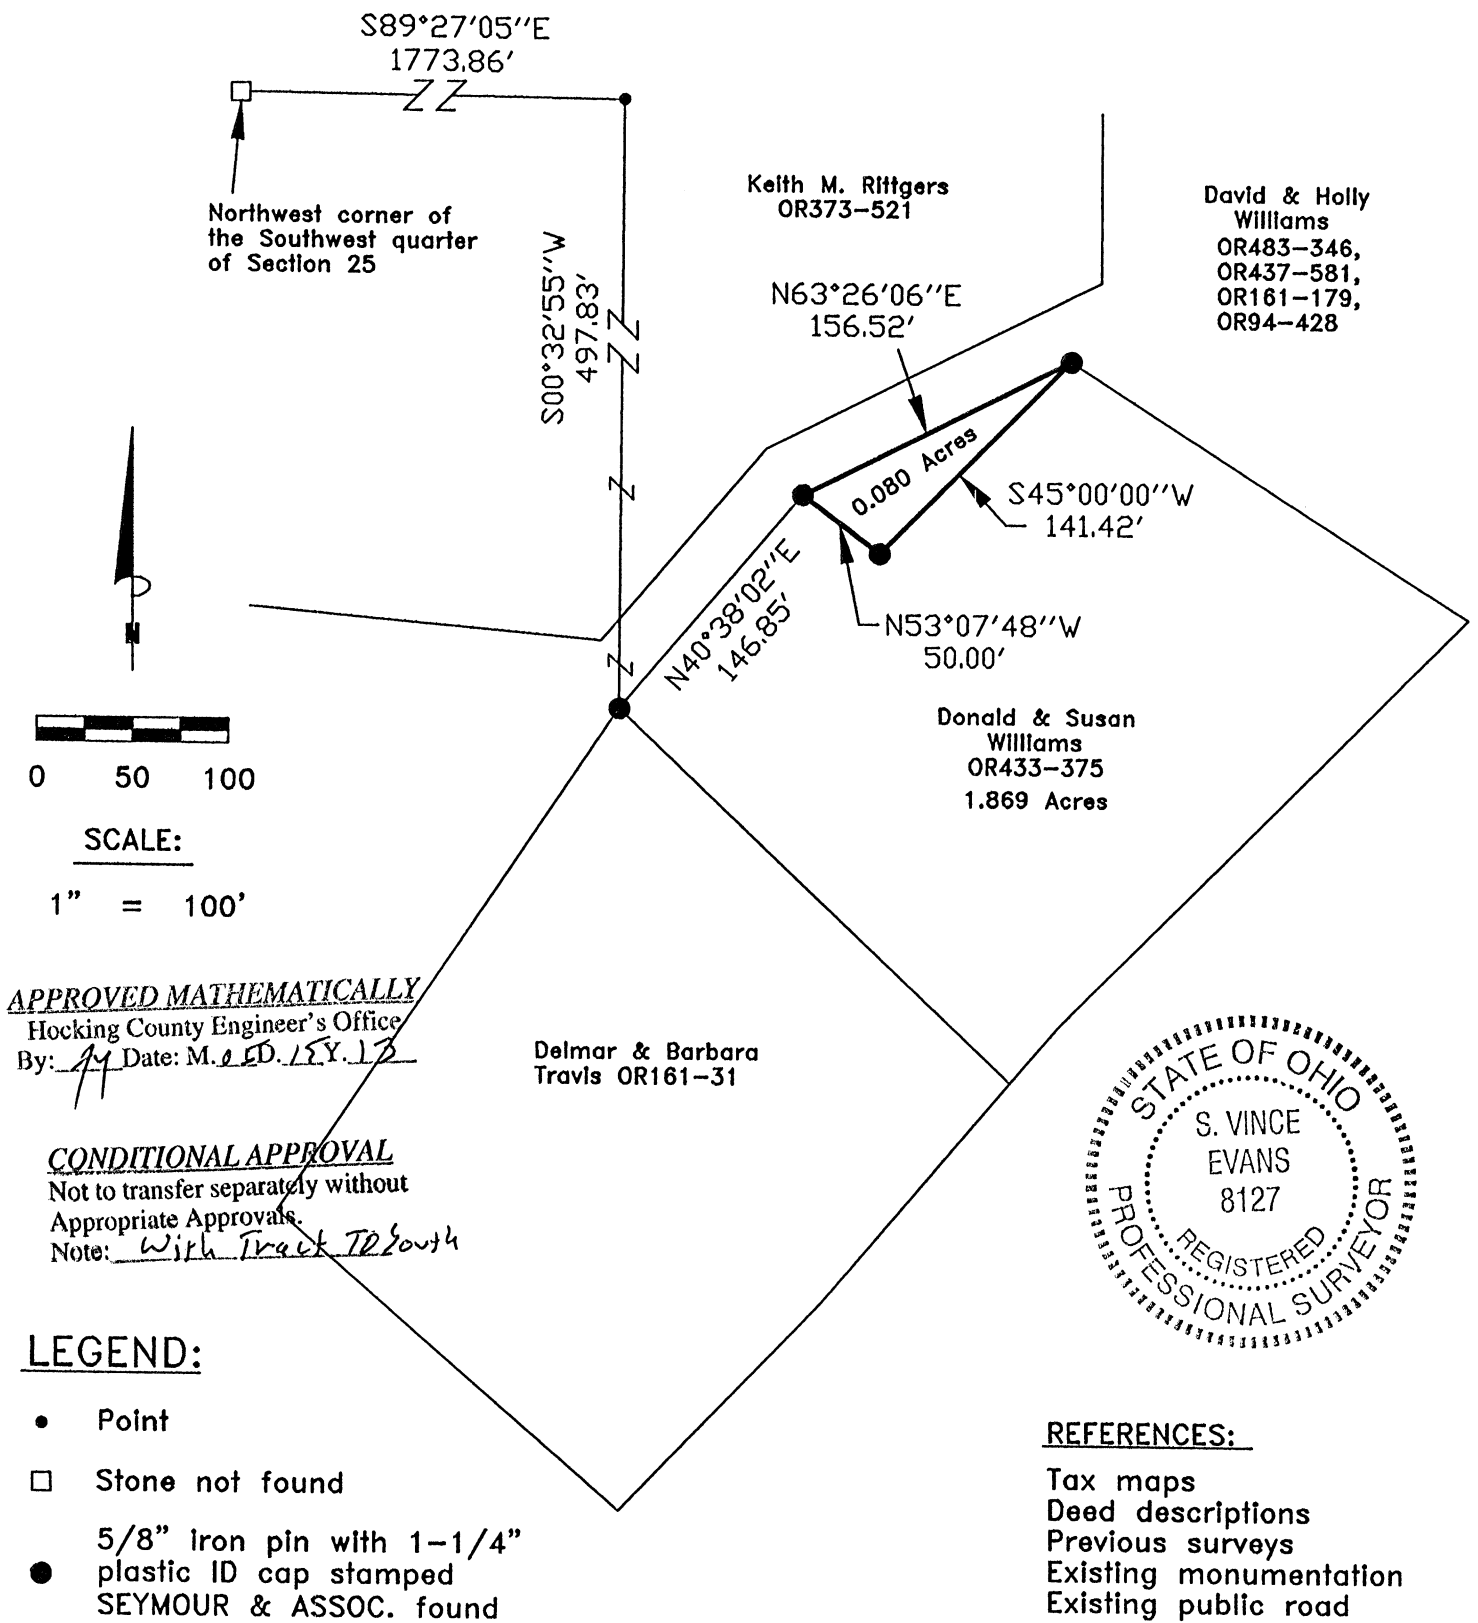 S89°27'05''E
1773.86'
Northwest corner of
the Southwest quarter
of Section 25
S00°32'55''W
497.83'
Keith M. Rittgers
OR373-521
David & Holly
Williams
OR483-346,
OR437-581,
OR161-179,
OR94-428
N63°26'06''E
156.52'
0.080 Acres
S45°00'00''W
141.42'
N40°38'02''E
146.85'
N53°07'48''W
50.00'
Donald & Susan
Williams
OR433-375
1.869 Acres
N
0 50 100
SCALE:
1" = 100'
APPROVED MATHEMATICALLY
Hocking County Engineer's Office
By: Date: M. 05 D. 15 Y. 13
CONDITIONAL APPROVAL
Not to transfer separately without
Appropriate Approvals.
Note: With Tract TO South
Delmar & Barbara
Travis OR161-31
STATE OF OHIO
S. VINCE
EVANS
8127
REGISTERED
PROFESSIONAL SURVEYOR
LEGEND:
Point
Stone not found
5/8" iron pin with 1-1/4"
plastic ID cap stamped
SEYMOUR & ASSOC. found
REFERENCES:
Tax maps
Deed descriptions
Previous surveys
Existing monumentation
Existing public road